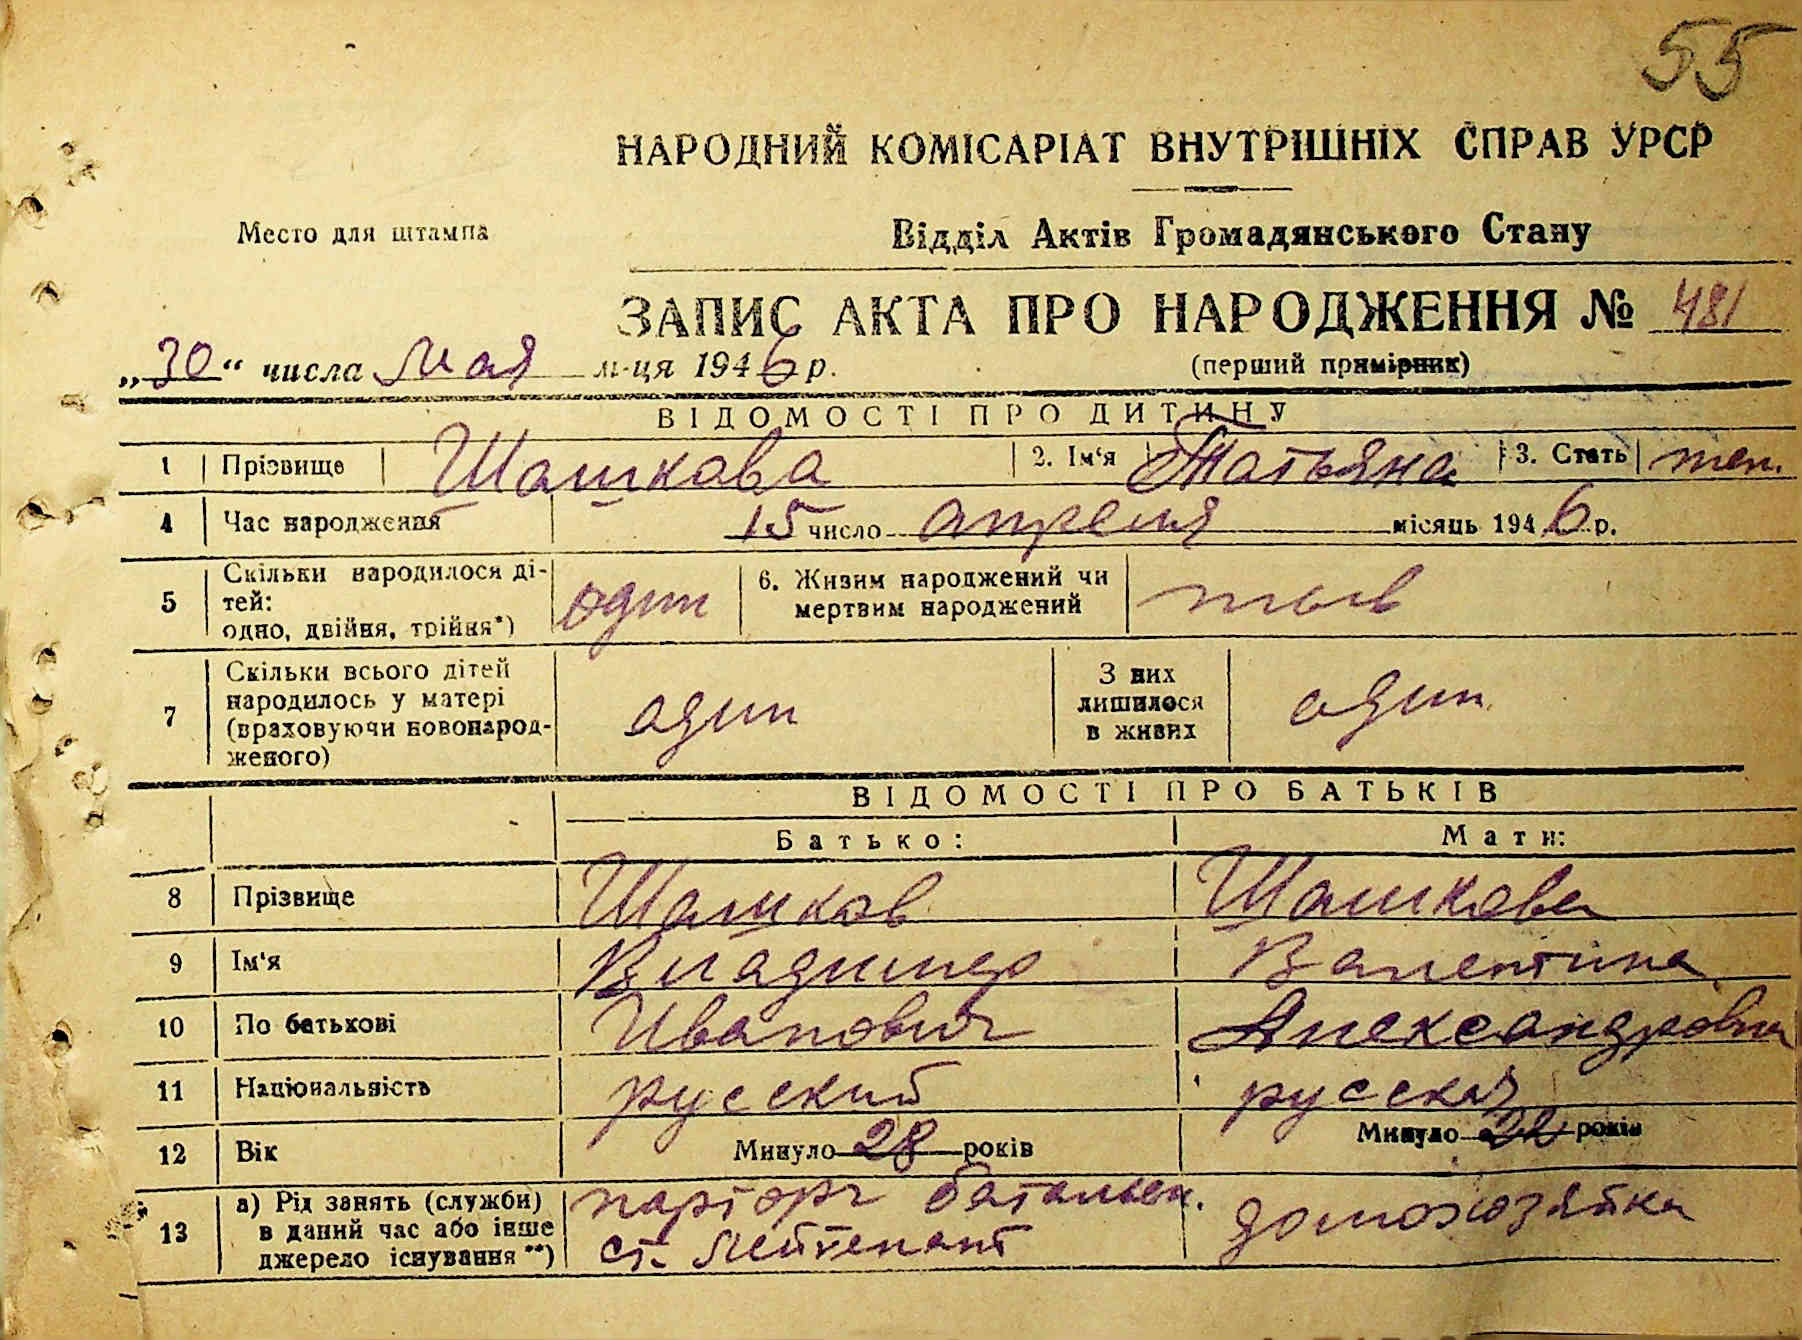 55
НАРОДНИЙ КОМІСАРІАТ ВНУТРІШНІХ СПРАВ УРСР
Место для штампа
Відділ Актів Громадянського Стану
ЗАПИС АКТА ПРО НАРОДЖЕННЯ № 481
„30“ числа Мая м-ця 1946 р.
(перший примірник)
ВІДОМОСТІ ПРО ДИТИНУ
1 Прізвище Шашкова 2. Ім‘я Татьяна 3. Стать жен.
4 Час народження 15 число апреля місяць 1946 р.
5 Скільки народилося ді-
тей:
одно, двійня, трійня*) один 6. Живим народжений чи
мертвим народжений жив
7 Скільки всього дітей
народилось у матері
(враховуючи новонарод-
женого) один З них
лишилося
в живих один
ВІДОМОСТІ ПРО БАТЬКІВ
Батько: Мати:
8 Прізвище Шашков Шашкова
9 Ім‘я Владимир Валентина
10 По батькові Иванович Александровна
11 Національність русский русская
12 Вік Минуло 28 років Минуло років
13 а) Рід занять (служби)
в даний час або інше
джерело існування **) парторг батальон.
ст. лейтенант домохозяйка